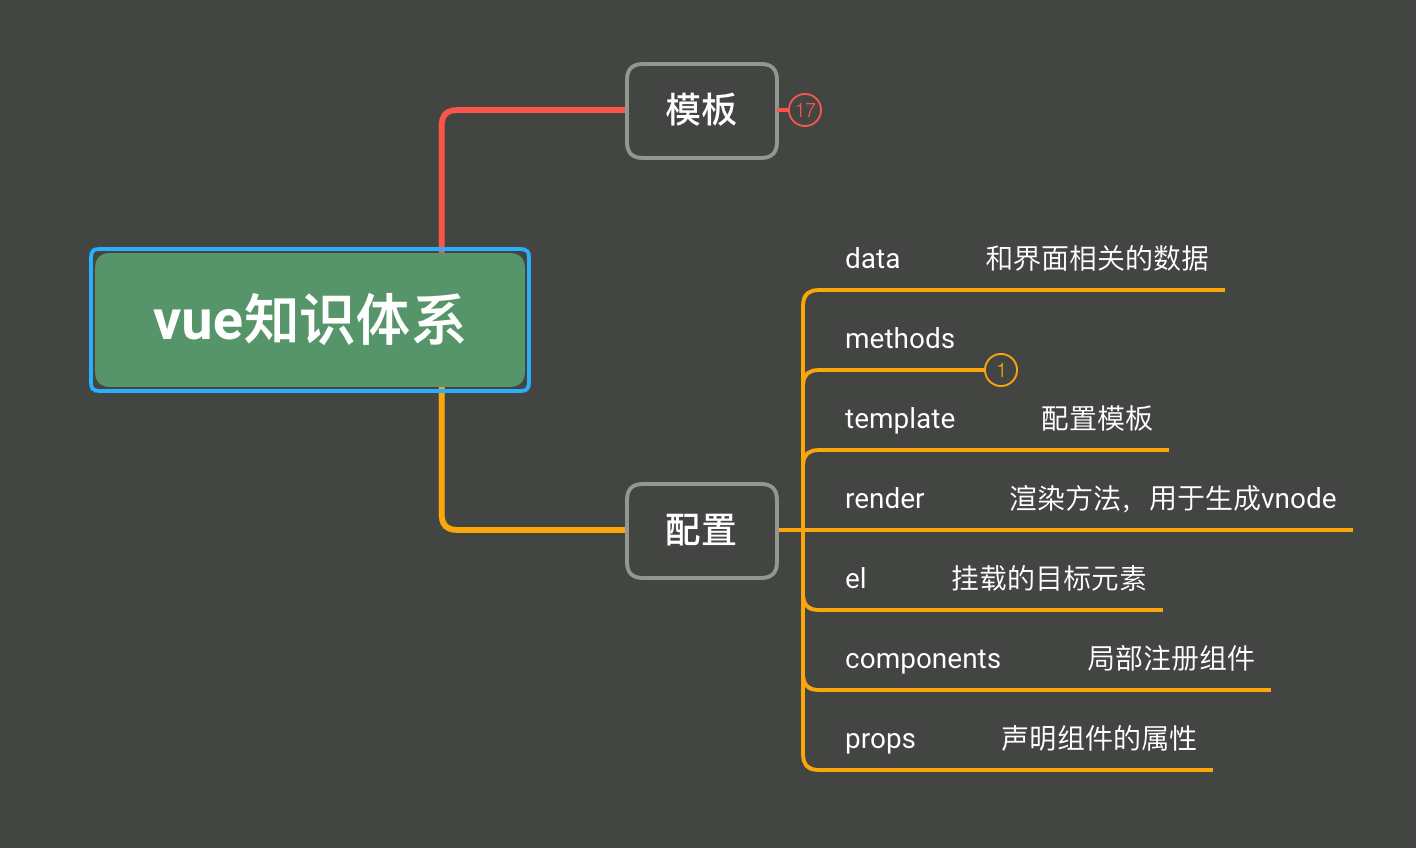 vue知识体系
模板
17
配置
data 和界面相关的数据
methods
1
template 配置模板
render 渲染方法，用于生成vnode
el 挂载的目标元素
components 局部注册组件
props 声明组件的属性